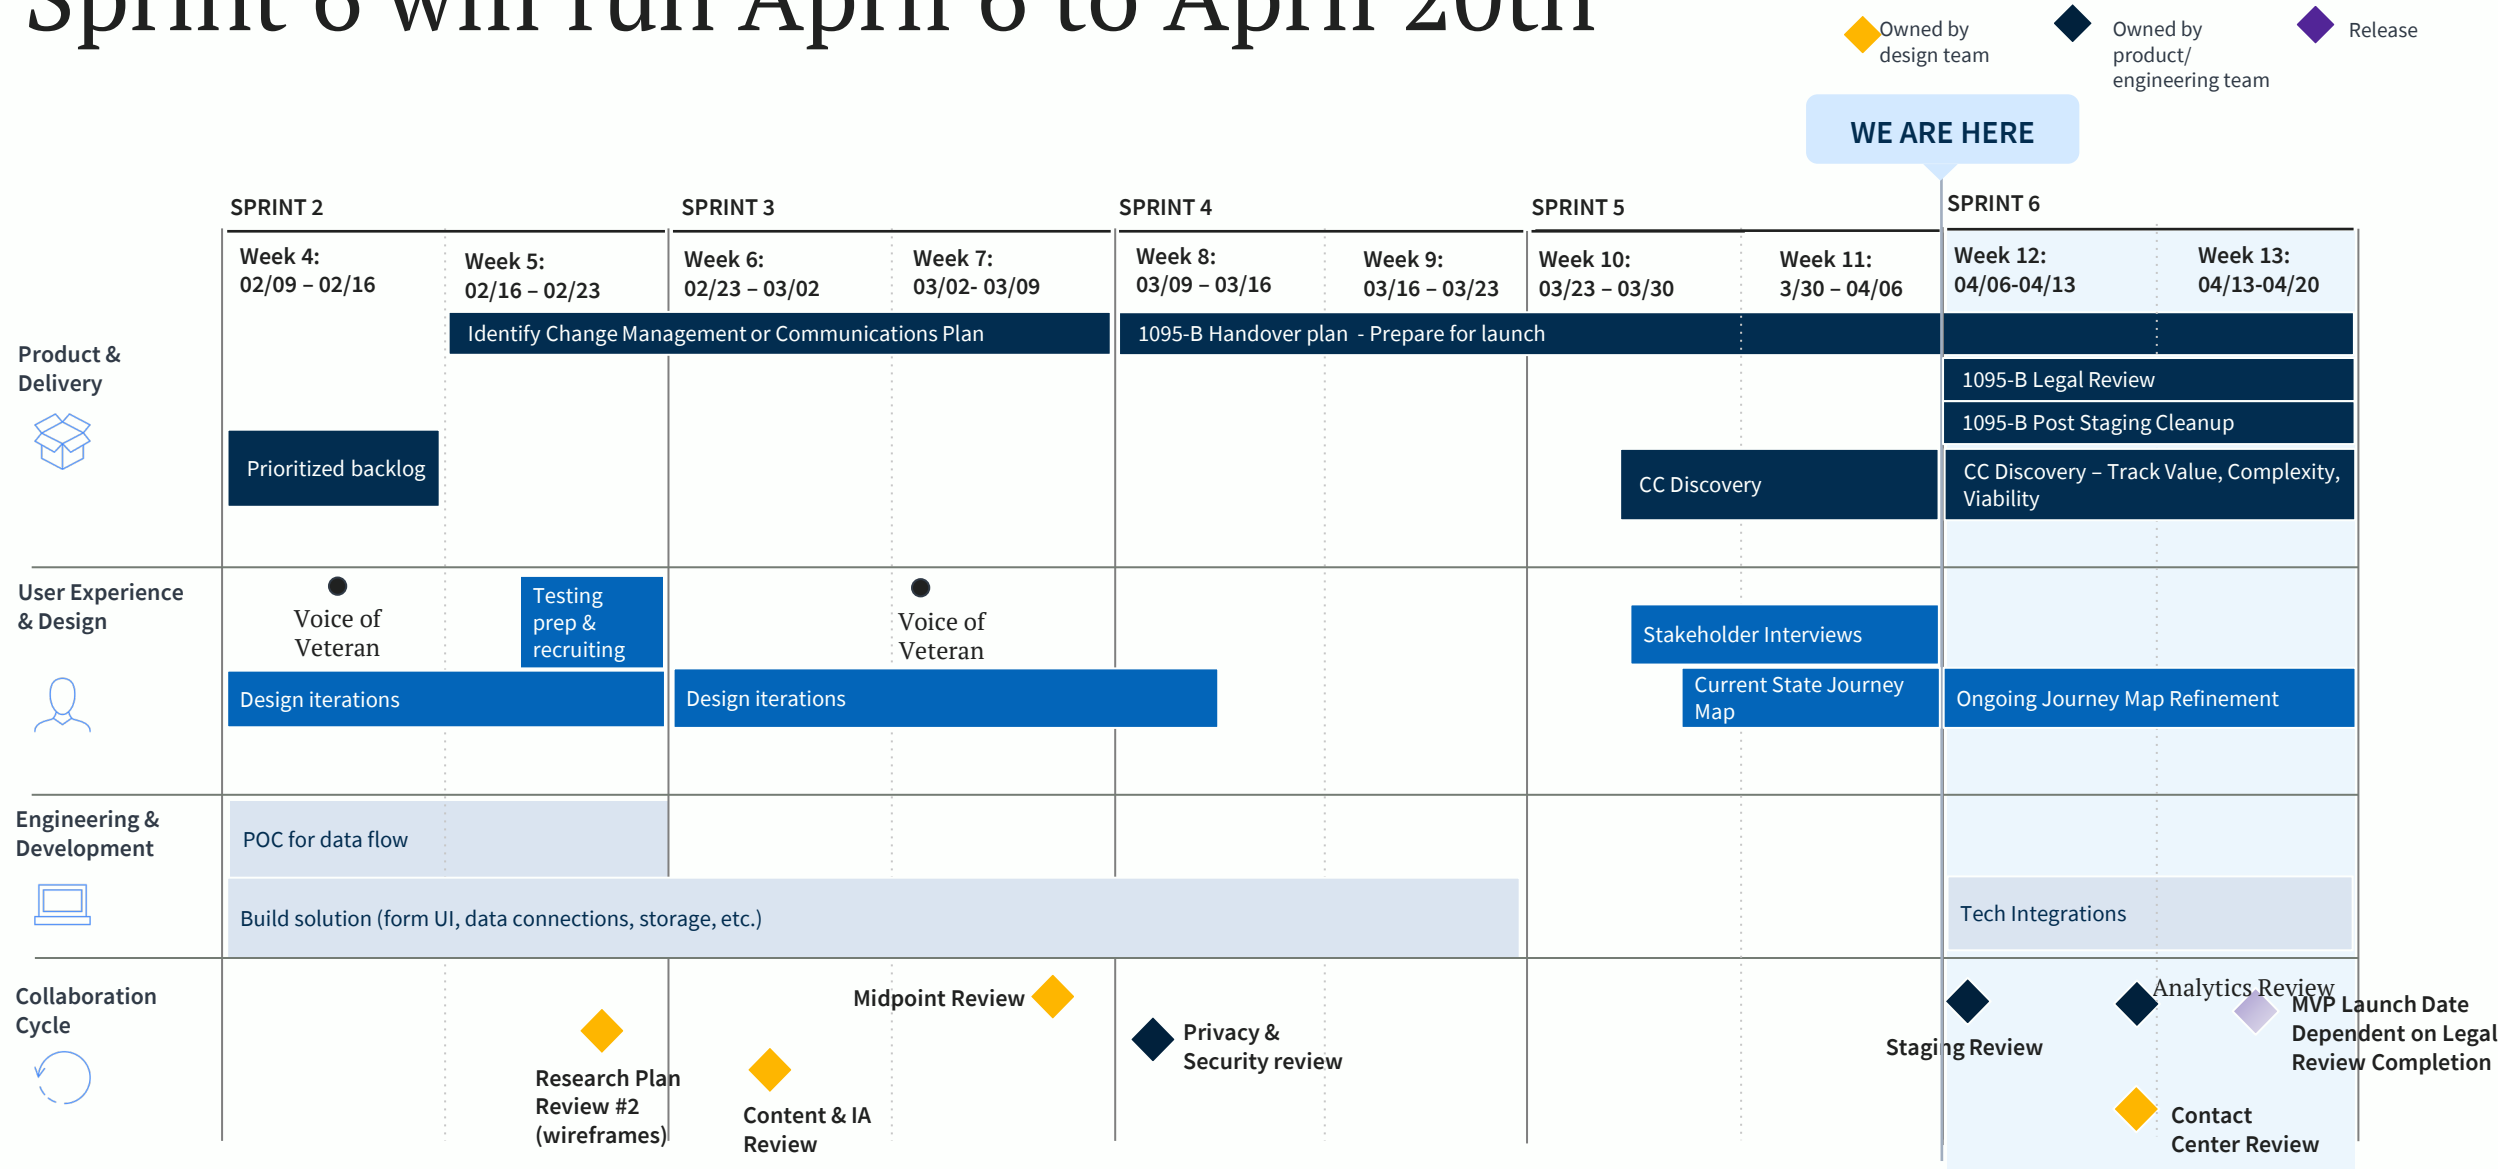 Sprint 6 will run April 6 to April 20th
Owned by
design team
Owned by
product/
engineering team
Release
WE ARE HERE
SPRINT 2
SPRINT 3
SPRINT 4
SPRINT 5
SPRINT 6
Week 4:
02/09 – 02/16
Week 5:
02/16 – 02/23
Week 6:
02/23 – 03/02
Week 7:
03/02- 03/09
Week 8:
03/09 – 03/16
Week 9:
03/16 – 03/23
Week 10:
03/23 – 03/30
Week 11:
3/30 – 04/06
Week 12:
04/06-04/13
Week 13:
04/13-04/20
Product &
Delivery
Identify Change Management or Communications Plan
1095-B Handover plan - Prepare for launch
1095-B Legal Review
1095-B Post Staging Cleanup
Prioritized backlog
CC Discovery
CC Discovery – Track Value, Complexity,
Viability
User Experience
& Design
Voice of
Veteran
Testing
prep &
recruiting
Voice of
Veteran
Stakeholder Interviews
Design iterations
Design iterations
Current State Journey
Map
Ongoing Journey Map Refinement
Engineering &
Development
POC for data flow
Build solution (form UI, data connections, storage, etc.)
Tech Integrations
Collaboration
Cycle
Research Plan
Review #2
(wireframes)
Content & IA
Review
Midpoint Review
Privacy &
Security review
Staging Review
Analytics Review
MVP Launch Date
Dependent on Legal
Review Completion
Contact
Center Review